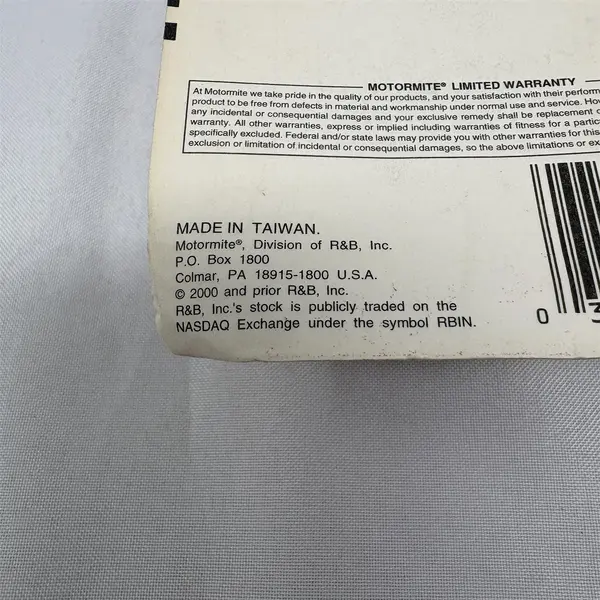 MOTORMITE® LIMITED WARRANTY
At Motormite we take pride in the quality of our products, and your satisfaction with their perform
product to be free from defects in material and workmanship under normal use and service. Ho
any incidental or consequential damages and your exclusive remedy shall be replacement
warranty. All other warranties, express or implied including warranties of fitness for a partic
specifically excluded. Federal and/or state laws may provide you with other warranties for this
exclusion or limitation of incidental or consequential damages, so the above limitations or ex
MADE IN TAIWAN.
Motormite®, Division of R&B, Inc.
P.O. Box 1800
Colmar, PA 18915-1800 U.S.A.
© 2000 and prior R&B, Inc.
R&B, Inc.'s stock is publicly traded on the
NASDAQ Exchange under the symbol RBIN.
0 3